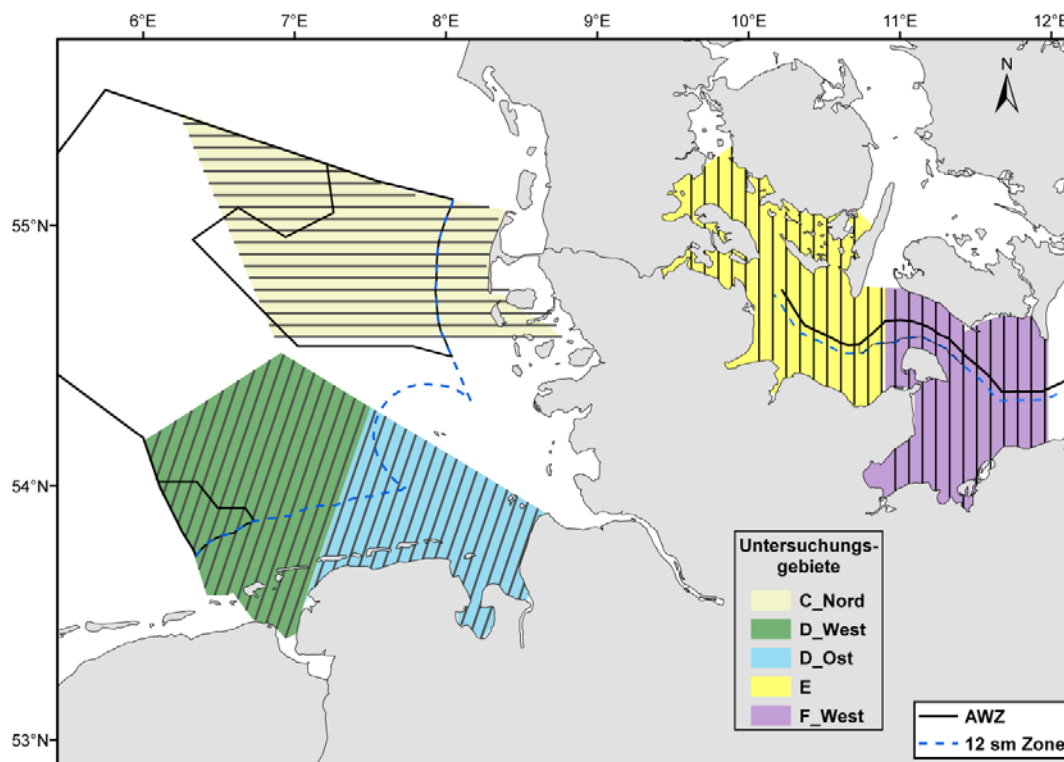 6°E
7°E
8°E
9°E
10°E
11°E
12°E
N
55°N
54°N
53°N
Untersuchungs-
gebiete
C_Nord
D_West
D_Ost
E
F_West
AWZ
12 sm Zone